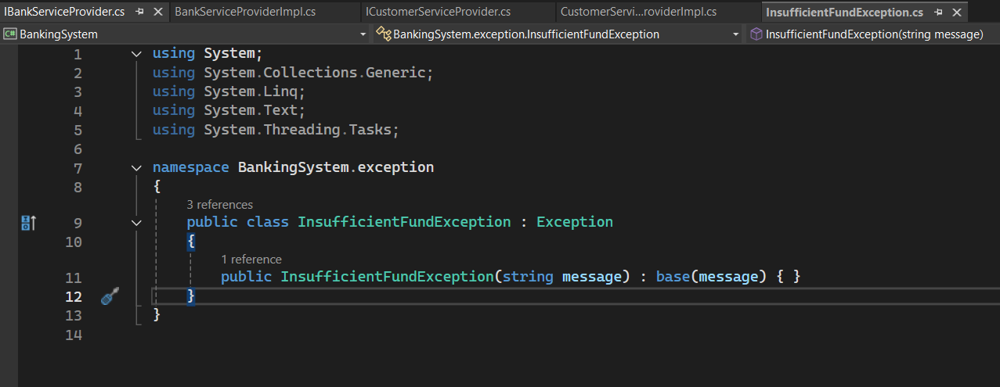 IBankServiceProvider.cs BankServiceProviderImpl.cs ICustomerServiceProvider.cs CustomerServi...roviderImpl.cs InsufficientFundException.cs
C# BankingSystem BankingSystem.exception.InsufficientFundException InsufficientFundException(string message)
1 using System;
2 using System.Collections.Generic;
3 using System.Linq;
4 using System.Text;
5 using System.Threading.Tasks;
6
7 namespace BankingSystem.exception
8 {
3 references
9 public class InsufficientFundException : Exception
10 {
1 reference
11 public InsufficientFundException(string message) : base(message) { }
12 }
13 }
14